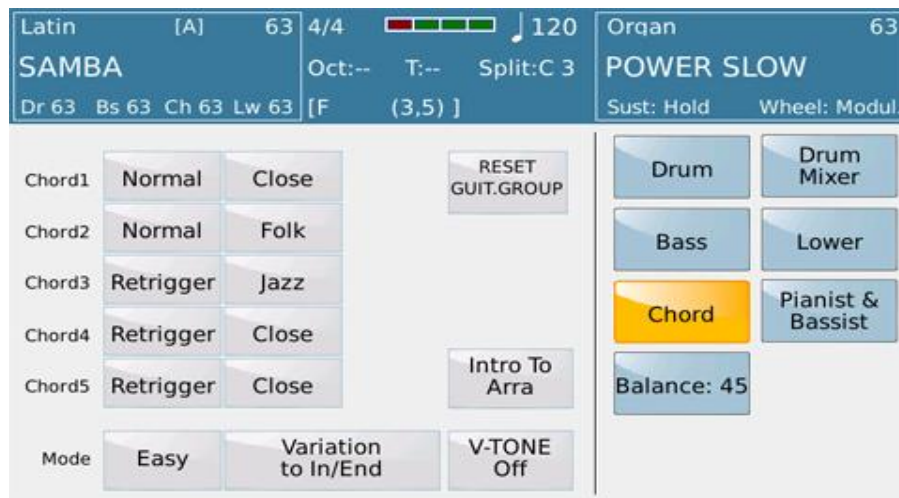 Latin [A] 63 4/4 120 Organ 63
SAMBA Oct:-- T:-- Split:C 3 POWER SLOW
Dr 63 Bs 63 Ch 63 Lw 63 [F (3,5) ] Sust: Hold Wheel: Modul.
Chord1 Normal Close RESET
GUIT.GROUP
Chord2 Normal Folk
Chord3 Retrigger Jazz
Chord4 Retrigger Close
Chord5 Retrigger Close
Intro To
Arra
Mode Easy
Variation
to In/End
V-TONE
Off
Drum
Drum
Mixer
Bass
Lower
Chord
Pianist &
Bassist
Balance: 45